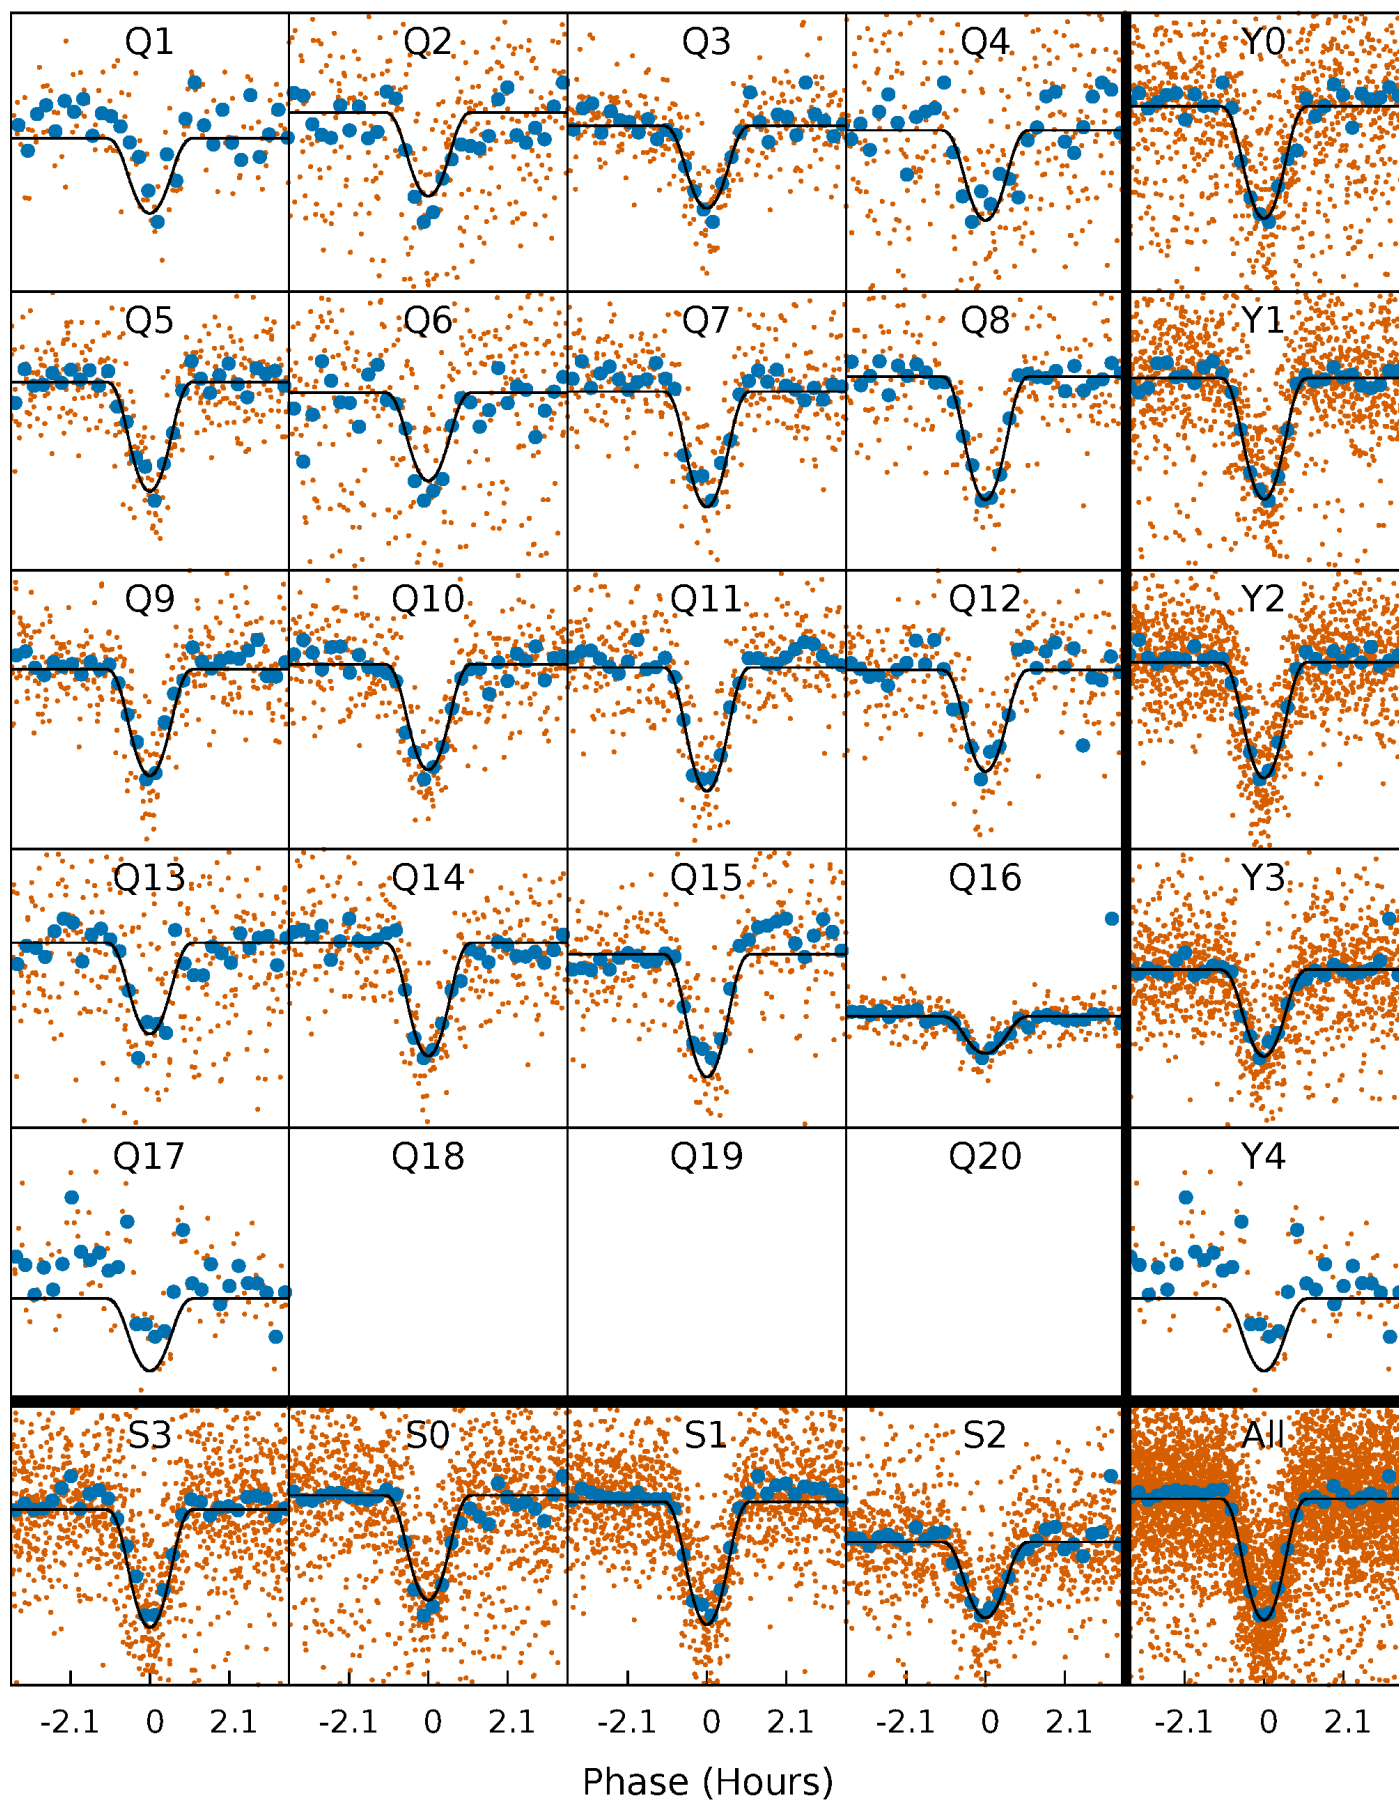 Q1 Q2 Q3 Q4 Y0
Q5 Q6 Q7 Q8 Y1
Q9 Q10 Q11 Q12 Y2
Q13 Q14 Q15 Q16 Y3
Q17 Q18 Q19 Q20 Y4
S3 S0 S1 S2 All
-2.1 0 2.1 -2.1 0 2.1 -2.1 0 2.1 -2.1 0 2.1 -2.1 0 2.1
Phase (Hours)